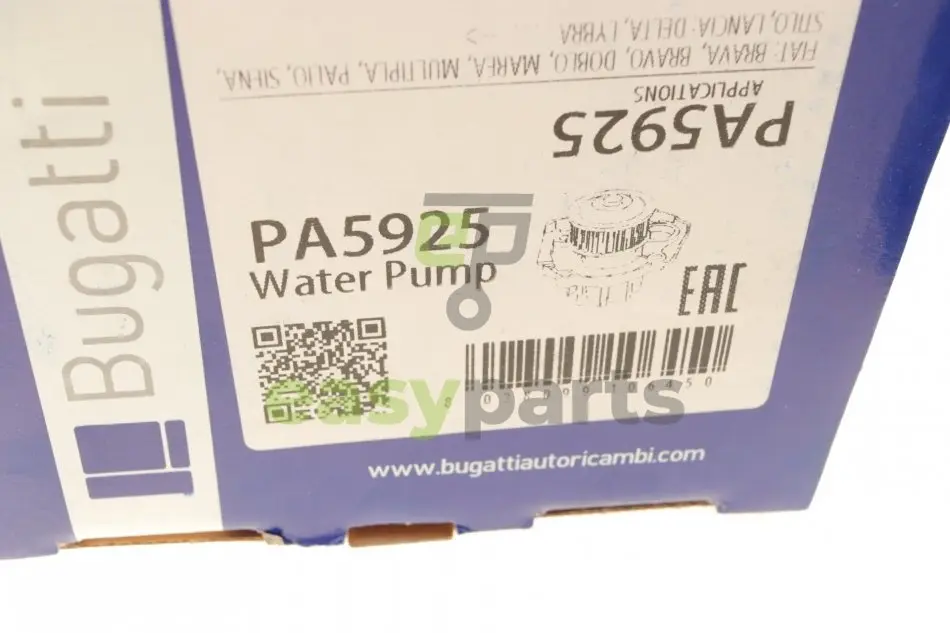 STILO, LANCIA: DELTA, LYBRA
FIAT: BRAVA, BRAVO, DOBLO, MAREA, MULTIPLA, PALIO, SIENA,
APPLICATIONS
PA5925
Bugatti
PA5925
Water Pump
EAC
easyparts
www.bugattiautoricambi.com